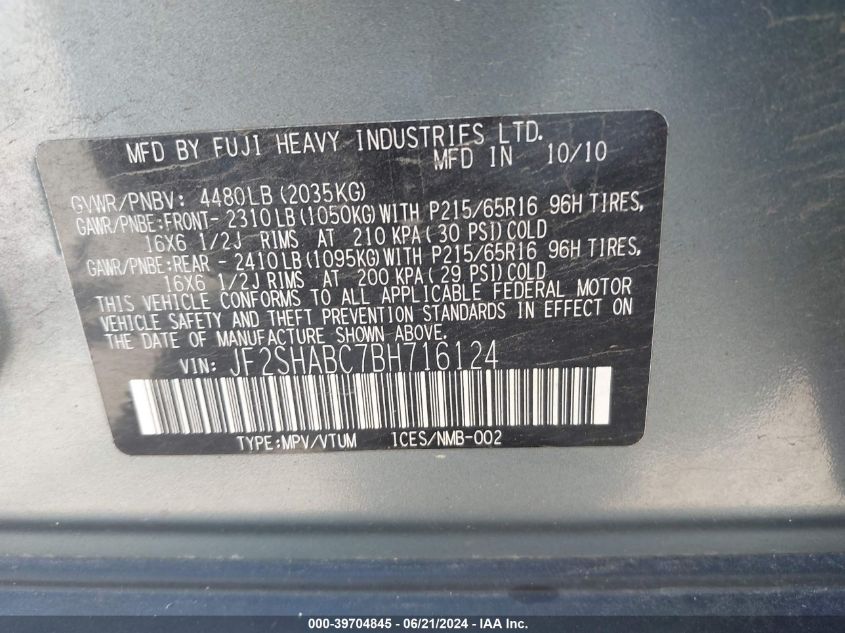 MFD BY FUJI HEAVY INDUSTRIES LTD.
MFD IN 10/10
GVWR/PNBV: 4480LB(2035KG)
GAWR/PNBE:FRONT- 2310LB(1050KG)WITH P215/65R16 96H TIRES,
16X6 1/2J RIMS AT 210 KPA(30 PSI)COLD
GAWR/PNBE:REAR - 2410LB(1095KG)WITH P215/65R16 96H TIRES,
16X6 1/2J RIMS AT 200 KPA(29 PSI)COLD
THIS VEHICLE CONFORMS TO ALL APPLICABLE FEDERAL MOTOR
VEHICLE SAFETY AND THEFT PREVENTION STANDARDS IN EFFECT ON
THE DATE OF MANUFACTURE SHOWN ABOVE.
VIN: JF2SHABC7BH716124
TYPE:MPV/VTUM ICES/NMB-002
000-39704845 / 06/21/2024 / IAA Inc.